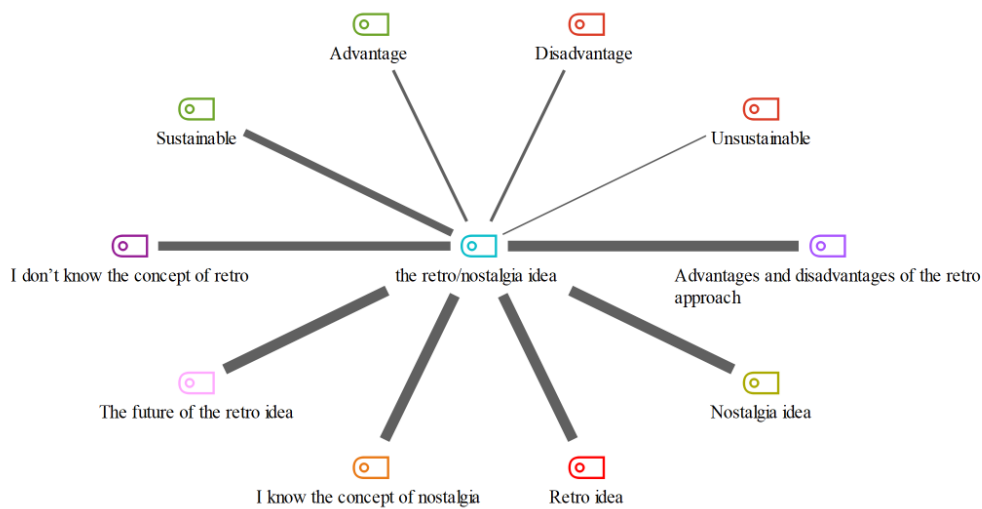 Advantage
Disadvantage
Sustainable
Unsustainable
I don’t know the concept of retro
the retro/nostalgia idea
Advantages and disadvantages of the retro
approach
The future of the retro idea
Nostalgia idea
I know the concept of nostalgia
Retro idea